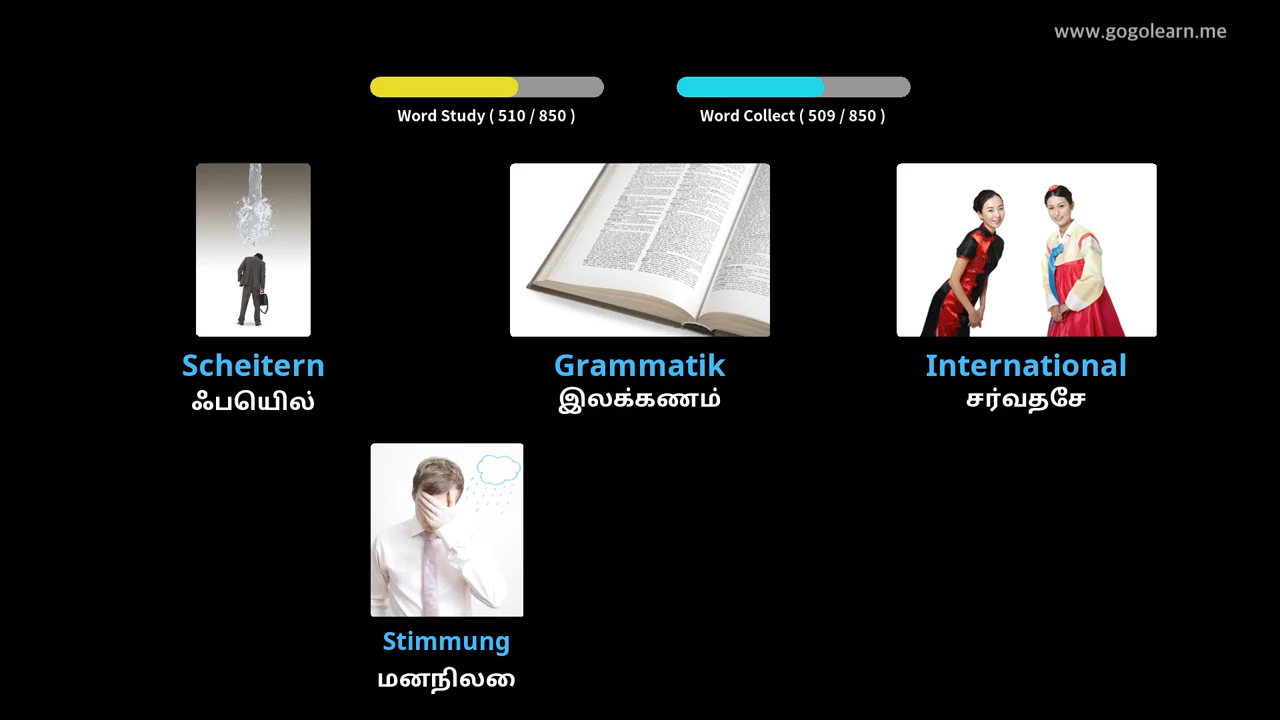 www.gogolearn.me
Word Study ( 510 / 850 )
Word Collect ( 509 / 850 )
Scheitern
ஃபயெில்
Grammatik
இலக்கணம்
International
சர்வதசே
Stimmung
மனநிலை